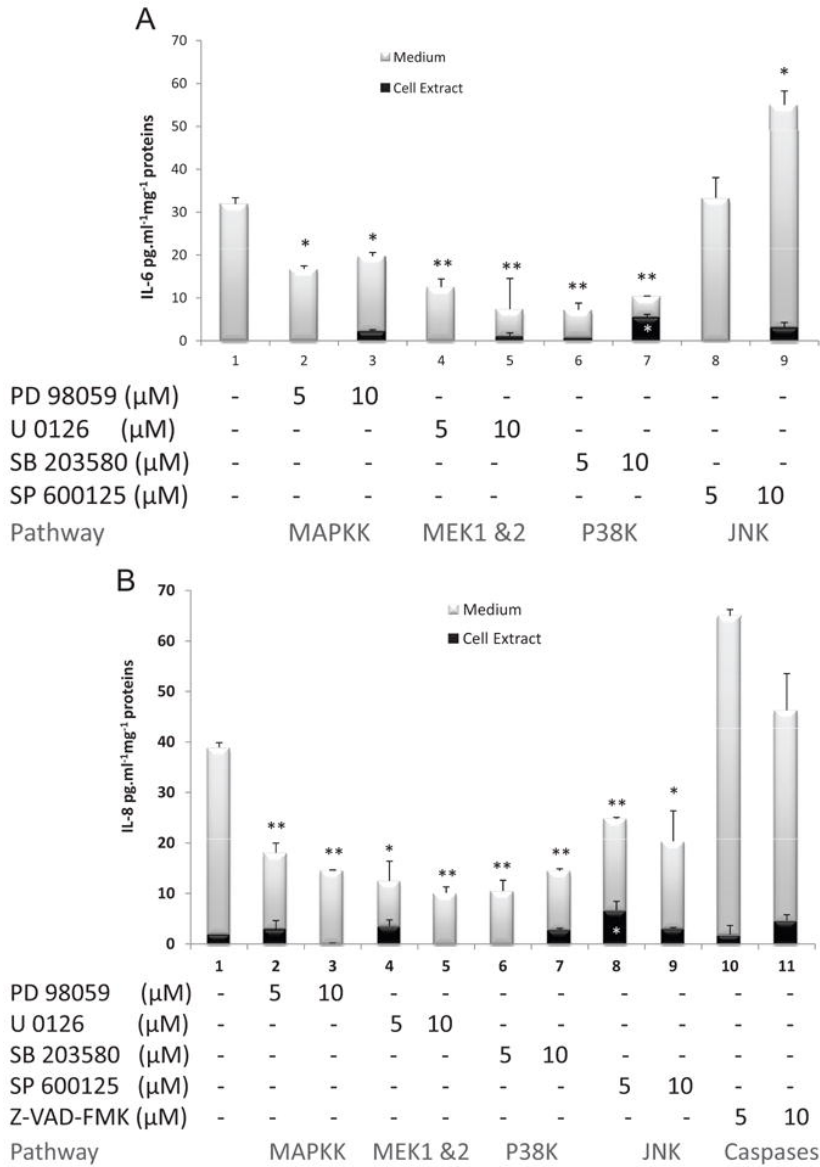 A
70
Medium
60
*
Cell Extract
50
40
30
* *
20
** ** ** **
10
*
0
IL-6 pg.ml-1mg-1 proteins
1 2 3 4 5 6 7 8 9
PD 98059 (μM) - 5 10 - - - - - -
U 0126 (μM) - - - 5 10 - - - -
SB 203580 (μM) - - - - - 5 10 - -
SP 600125 (μM) - - - - - - - 5 10
Pathway MAPKK MEK1 &2 P38K JNK
B
70
Medium
60
Cell Extract
50
40
30
** *
20
** ** * ** ** **
10
*
0
IL-8 pg.ml-1mg-1 proteins
1 2 3 4 5 6 7 8 9 10 11
PD 98059 (μM) - 5 10 - - - - - - - -
U 0126 (μM) - - - 5 10 - - - - - -
SB 203580 (μM) - - - - - 5 10 - - - -
SP 600125 (μM) - - - - - - - 5 10 - -
Z-VAD-FMK (μM) - - - - - - - - - 5 10
Pathway MAPKK MEK1 &2 P38K JNK Caspases